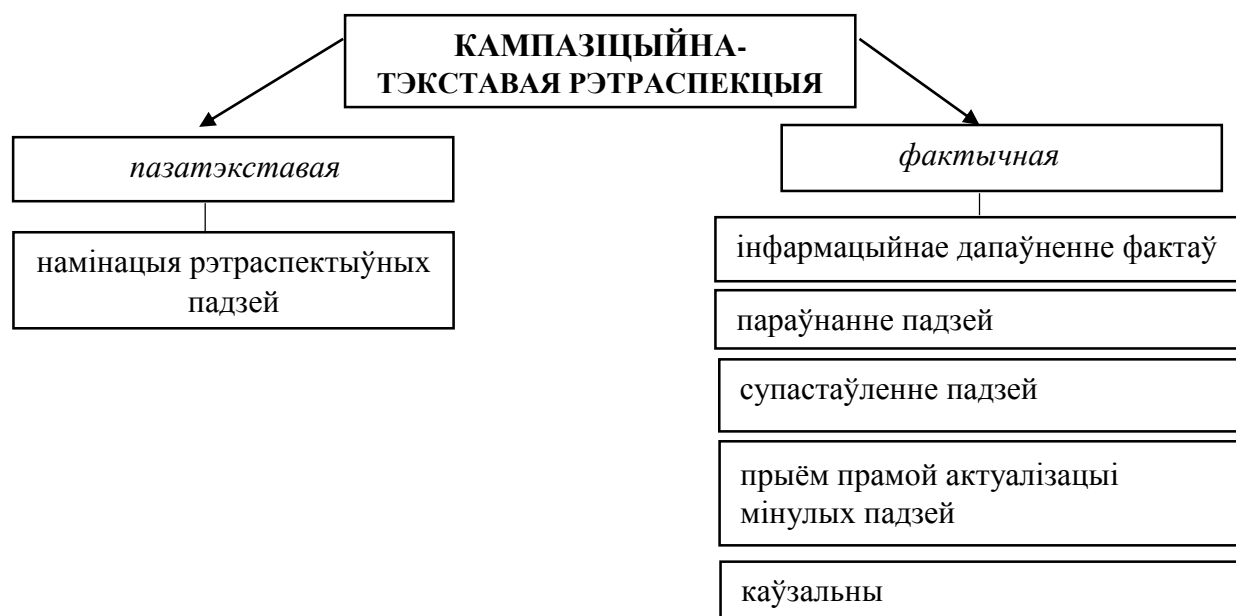 КАМПАЗІЦЫЙНА-
ТЭКСТАВАЯ РЭТРАСПЕКЦЫЯ
пазатэкставая
фактычная
намінацыя рэтраспектыўных
падзей
інфармацыйнае дапаўненне фактаў
параўнанне падзей
супастаўленне падзей
прыём прамой актуалізацыі
мінулых падзей
каўзальны